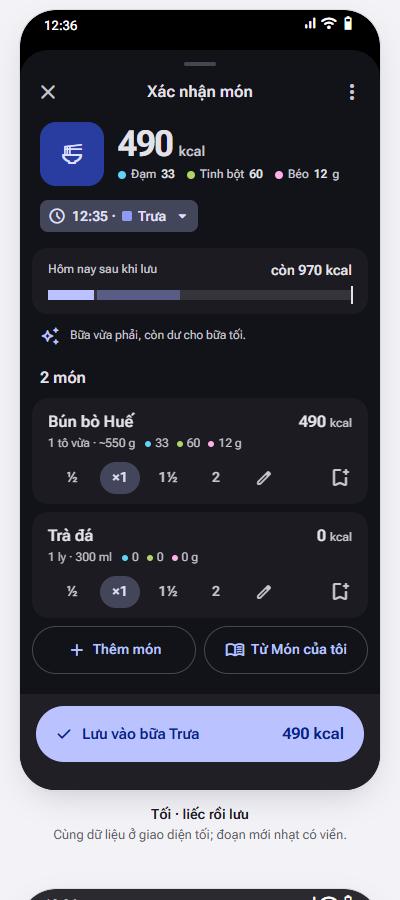 12:36
Xác nhận món
490 kcal
Đạm 33 Tinh bột 60 Béo 12 g
12:35 · Trưa
Hôm nay sau khi lưu còn 970 kcal
Bữa vừa phải, còn dư cho bữa tối.
2 món
Bún bò Huế 490 kcal
1 tô vừa · ~550 g 33 60 12 g
½ ×1 1½ 2
Trà đá 0 kcal
1 ly · 300 ml 0 0 0 g
½ ×1 1½ 2
Thêm món Từ Món của tôi
Lưu vào bữa Trưa 490 kcal
Tối · liếc rồi lưu
Cùng dữ liệu ở giao diện tối; đoạn mới nhạt có viền.